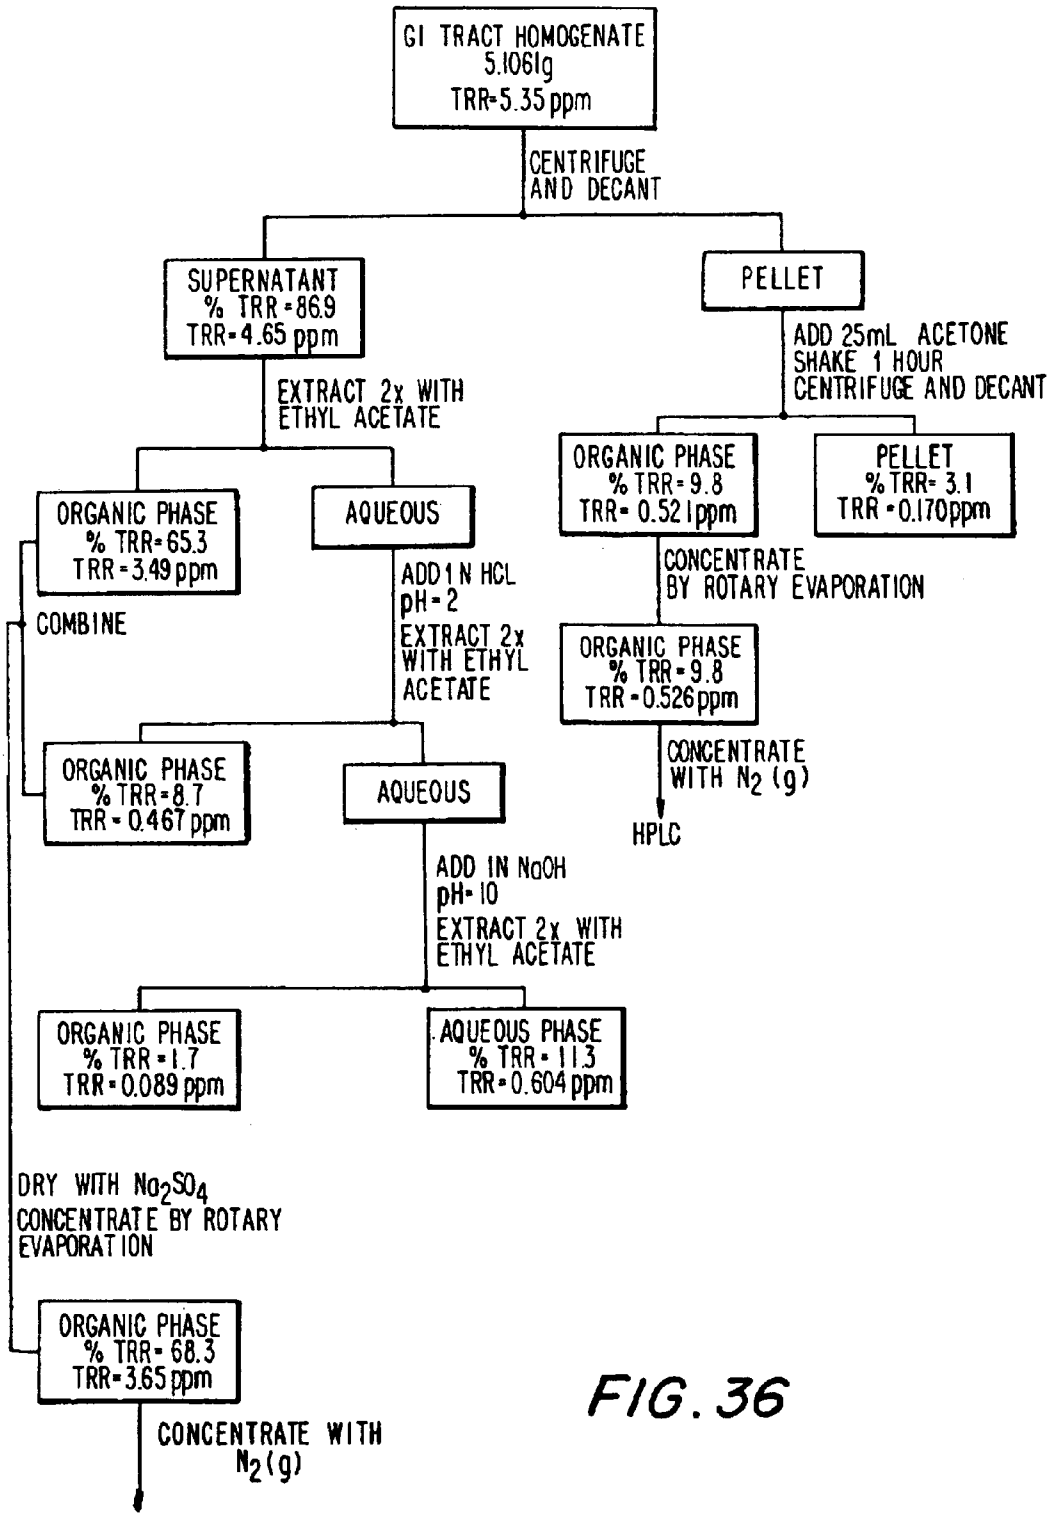 GI TRACT HOMOGENATE
5.1061g
TRR=5.35 ppm
CENTRIFUGE
AND DECANT
SUPERNATANT
% TRR=86.9
TRR=4.65 ppm
PELLET
ADD 25mL ACETONE
SHAKE 1 HOUR
CENTRIFUGE AND DECANT
EXTRACT 2x WITH
ETHYL ACETATE
ORGANIC PHASE
% TRR=9.8
TRR=0.521ppm
PELLET
% TRR=3.1
TRR=0.170ppm
ORGANIC PHASE
% TRR=65.3
TRR=3.49 ppm
AQUEOUS
CONCENTRATE
BY ROTARY EVAPORATION
ADD 1 N HCL
pH=2
EXTRACT 2x
WITH ETHYL
ACETATE
COMBINE
ORGANIC PHASE
% TRR=9.8
TRR=0.526ppm
CONCENTRATE
WITH N2 (g)
HPLC
ORGANIC PHASE
% TRR=8.7
TRR=0.467 ppm
AQUEOUS
ADD 1N NaOH
pH=10
EXTRACT 2x WITH
ETHYL ACETATE
ORGANIC PHASE
% TRR=1.7
TRR=0.089 ppm
AQUEOUS PHASE
% TRR=11.3
TRR=0.604 ppm
DRY WITH Na2SO4
CONCENTRATE BY ROTARY
EVAPORATION
ORGANIC PHASE
% TRR=68.3
TRR=3.65 ppm
CONCENTRATE WITH
N2(g)
FIG. 36